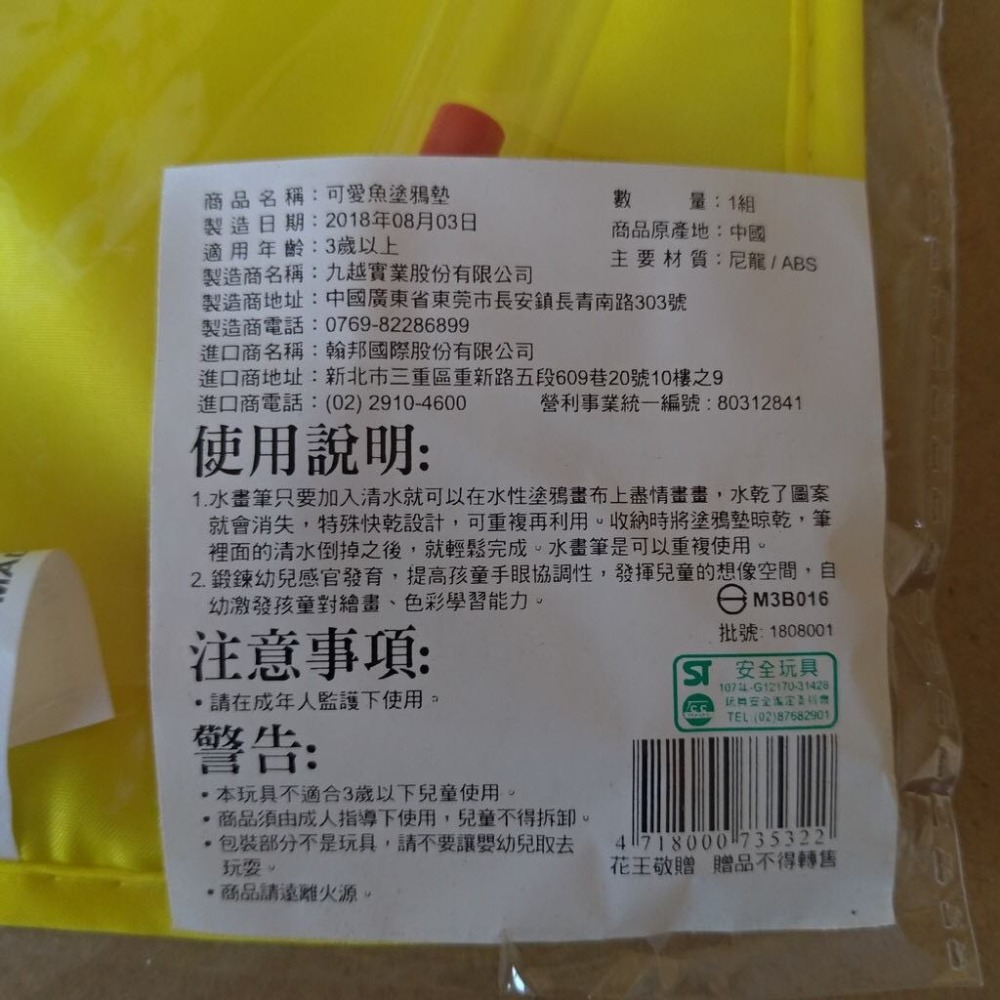 商品名稱：可愛魚塗鴉墊
數量：1組
製造日期：2018年08月03日
商品原產地：中國
適用年齡：3歲以上
主要材質：尼龍/ABS
製造商名稱：九越實業股份有限公司
製造商地址：中國廣東省東莞市長安鎮長青南路303號
製造商電話：0769-82286899
進口商名稱：翰邦國際股份有限公司
進口商地址：新北市三重區重新路五段609巷20號10樓之9
進口商電話：(02) 2910-4600 營利事業統一編號：80312841
使用說明:
1.水畫筆只要加入清水就可以在水性塗鴉畫布上盡情畫畫，水乾了圖案
就會消失，特殊快乾設計，可重複再利用。收納時將塗鴉墊晾乾，筆
裡面的清水倒掉之後，就輕鬆完成。水畫筆是可以重複使用。
2.鍛鍊幼兒感官發育，提高孩童手眼協調性，發揮兒童的想像空間，自
幼激發孩童對繪畫、色彩學習能力。
M3B016
批號: 1808001
注意事項:
•請在成年人監護下使用。
ST 安全玩具
107年-G12170-31428
TEL:(02)87682901
警告:
•本玩具不適合3歲以下兒童使用。
•商品須由成人指導下使用，兒童不得拆卸。
•包裝部分不是玩具，請不要讓嬰幼兒取去
玩耍。
•商品請遠離火源。
4 718000 735322
花王敬贈 贈品不得轉售